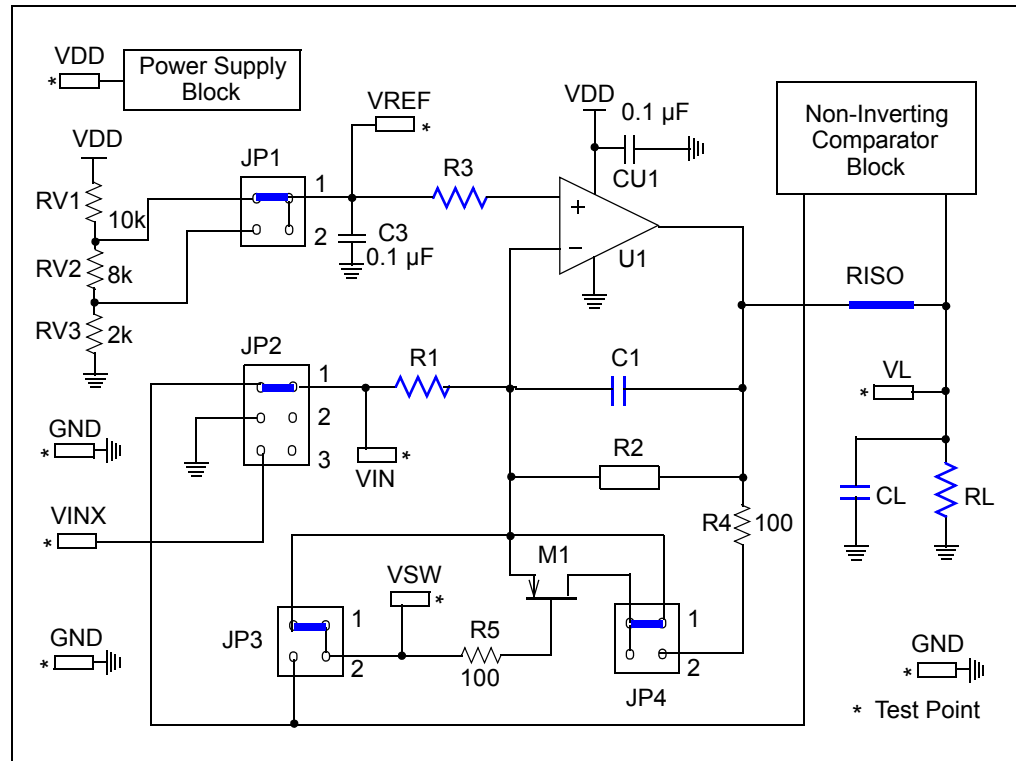 VDD
*
Power Supply
Block
VREF
*
VDD
0.1 µF
CU1
Non-Inverting
Comparator
Block
VDD
RV1
10k
RV2
8k
RV3
2k
JP1
1
2
C3
0.1 µF
R3
+
−
U1
RISO
JP2
1
2
3
R1
C1
VL
*
GND
*
VIN
*
R2
R4
100
CL
RL
VINX
*
M1
VSW
*
JP3
1
2
R5
100
1
2
JP4
GND
*
GND
*
* Test Point